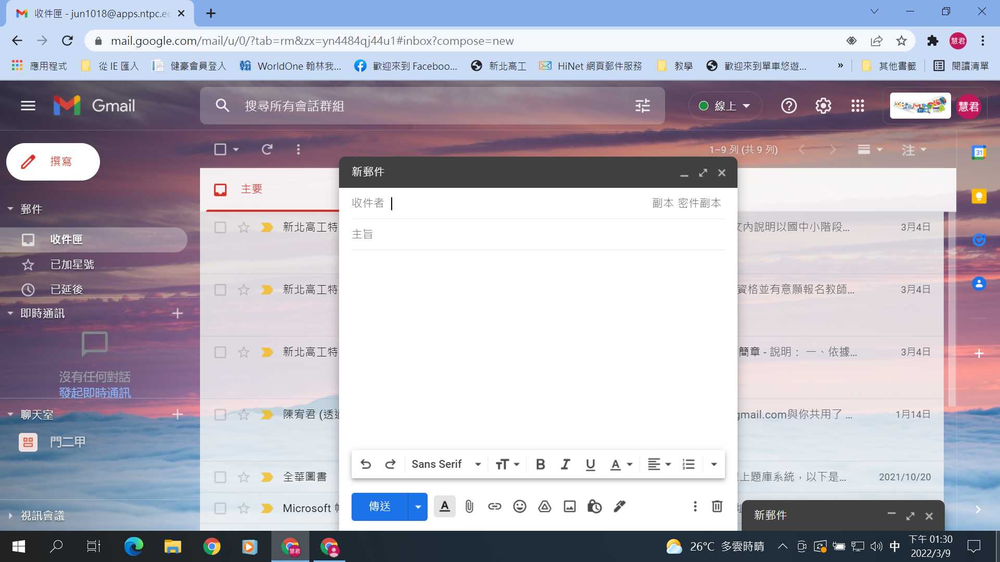 收件匣 - jun1018@apps.ntpc.ec
mail.google.com/mail/u/0/?tab=rm&zx=yn4484qj44u1#inbox?compose=new
慧君
應用程式
從 IE 匯入
健豪會員登入
翰 WorldOne 翰林我...
歡迎來到 Faceboo...
新北高工
HiNet 網頁郵件服務
教學
歡迎來到單車悠遊...
»
其他書籤
閱讀清單
Gmail
搜尋所有會話群組
線上
慧君
撰寫
1–9 列 (共 9 列)
注
31
新郵件
主要
收件者
副本 密件副本
主旨
郵件
收件匣
已加星號
已延後
即時通訊
沒有任何對話
發起即時通訊
聊天室
門二甲
視訊會議
新北高工特
文內說明以國中小階段...
3月4日
新北高工特
資格並有意願報名教師...
3月4日
新北高工特
簡章 - 說明： 一、依據...
3月4日
陳宥君 (透過
gmail.com與你共用了 ...
1月14日
全華圖書
上題庫系統，以下是...
2021/10/20
Microsoft
Sans Serif
B I U A
傳送
A
新郵件
慧君
26°C 多雲時晴
中
下午 01:30
2022/3/9